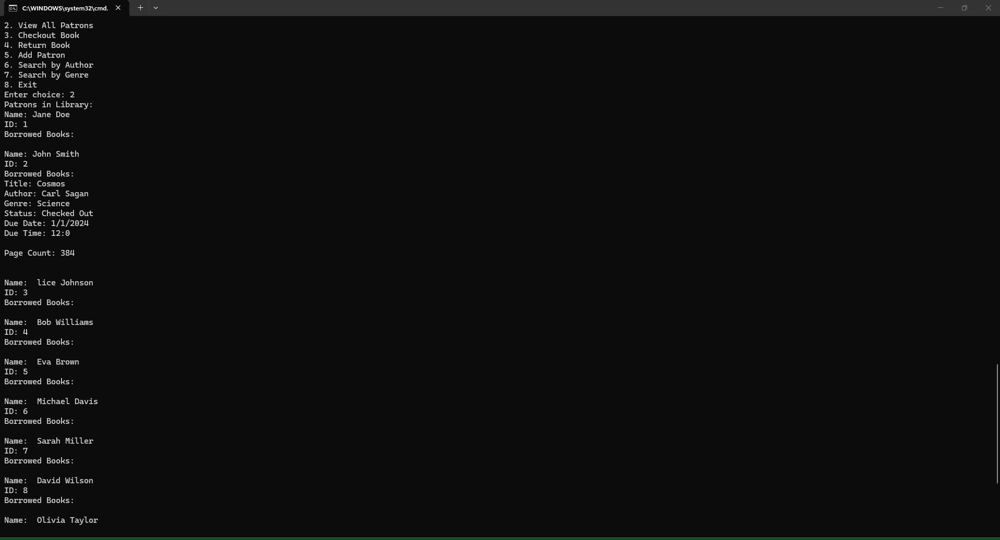 C:\WINDOWS\system32\cmd.
2. View All Patrons
3. Checkout Book
4. Return Book
5. Add Patron
6. Search by Author
7. Search by Genre
8. Exit
Enter choice: 2
Patrons in Library:
Name: Jane Doe
ID: 1
Borrowed Books:
Name: John Smith
ID: 2
Borrowed Books:
Title: Cosmos
Author: Carl Sagan
Genre: Science
Status: Checked Out
Due Date: 1/1/2024
Due Time: 12:0
Page Count: 384
Name:  lice Johnson
ID: 3
Borrowed Books:
Name:  Bob Williams
ID: 4
Borrowed Books:
Name:  Eva Brown
ID: 5
Borrowed Books:
Name:  Michael Davis
ID: 6
Borrowed Books:
Name:  Sarah Miller
ID: 7
Borrowed Books:
Name:  David Wilson
ID: 8
Borrowed Books:
Name:  Olivia Taylor